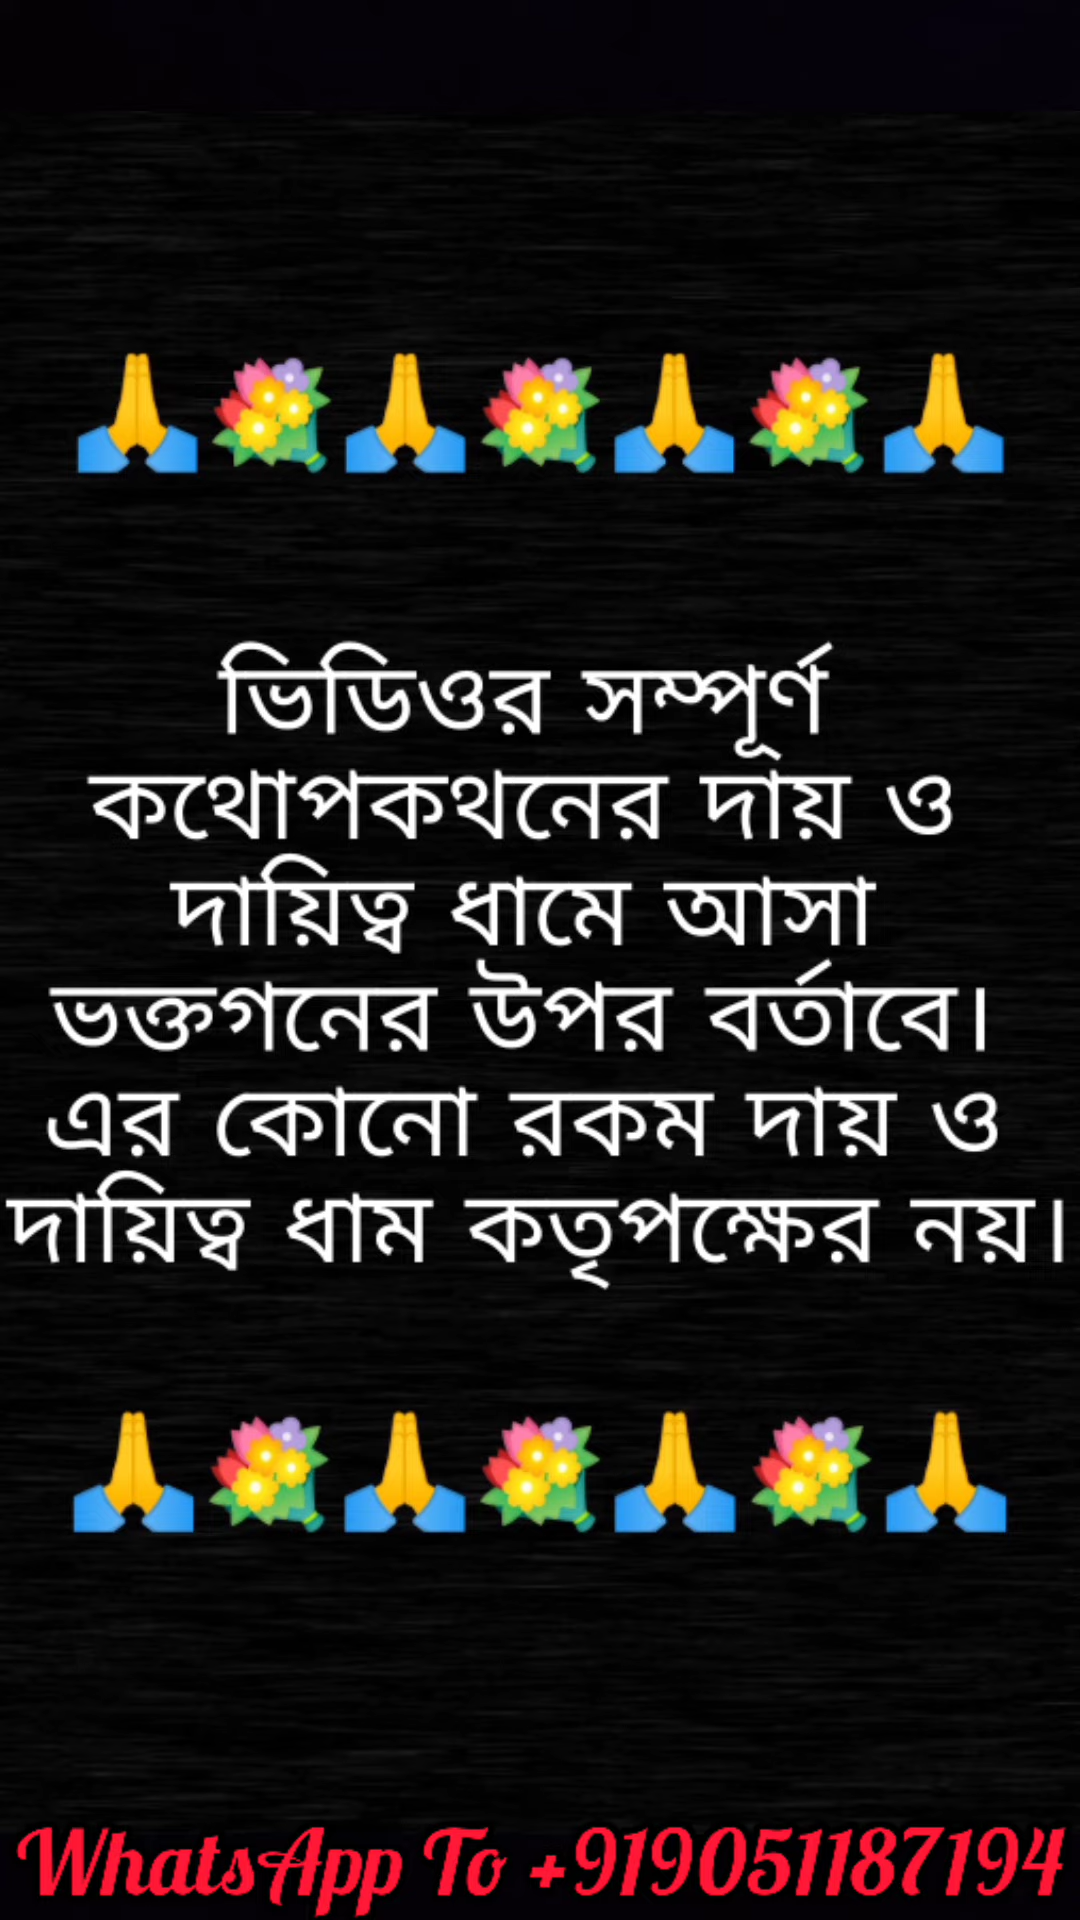 🙏💐🙏💐🙏💐🙏
ভিডিওর সম্পূর্ণ
কথোপকথনের দায় ও
দায়িত্ব ধামে আসা
ভক্তগনের উপর বর্তাবে।
এর কোনো রকম দায় ও
দায়িত্ব ধাম কতৃপক্ষের নয়।
🙏💐🙏💐🙏💐🙏
WhatsApp To +919051187194